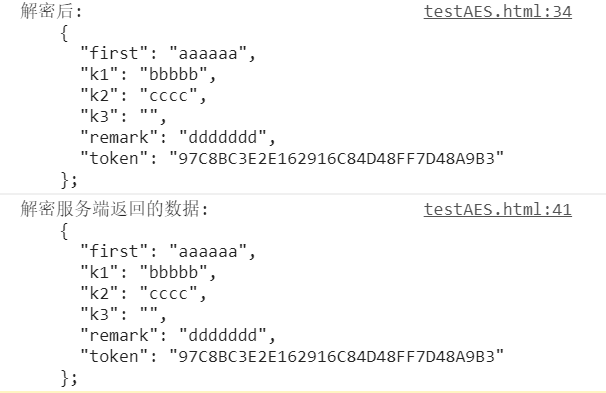 解密后: testAES.html:34
{
"first": "aaaaaa",
"k1": "bbbbb",
"k2": "cccc",
"k3": "",
"remark": "ddddddd",
"token": "97C8BC3E2E162916C84D48FF7D48A9B3"
};
解密服务端返回的数据: testAES.html:41
{
"first": "aaaaaa",
"k1": "bbbbb",
"k2": "cccc",
"k3": "",
"remark": "ddddddd",
"token": "97C8BC3E2E162916C84D48FF7D48A9B3"
};